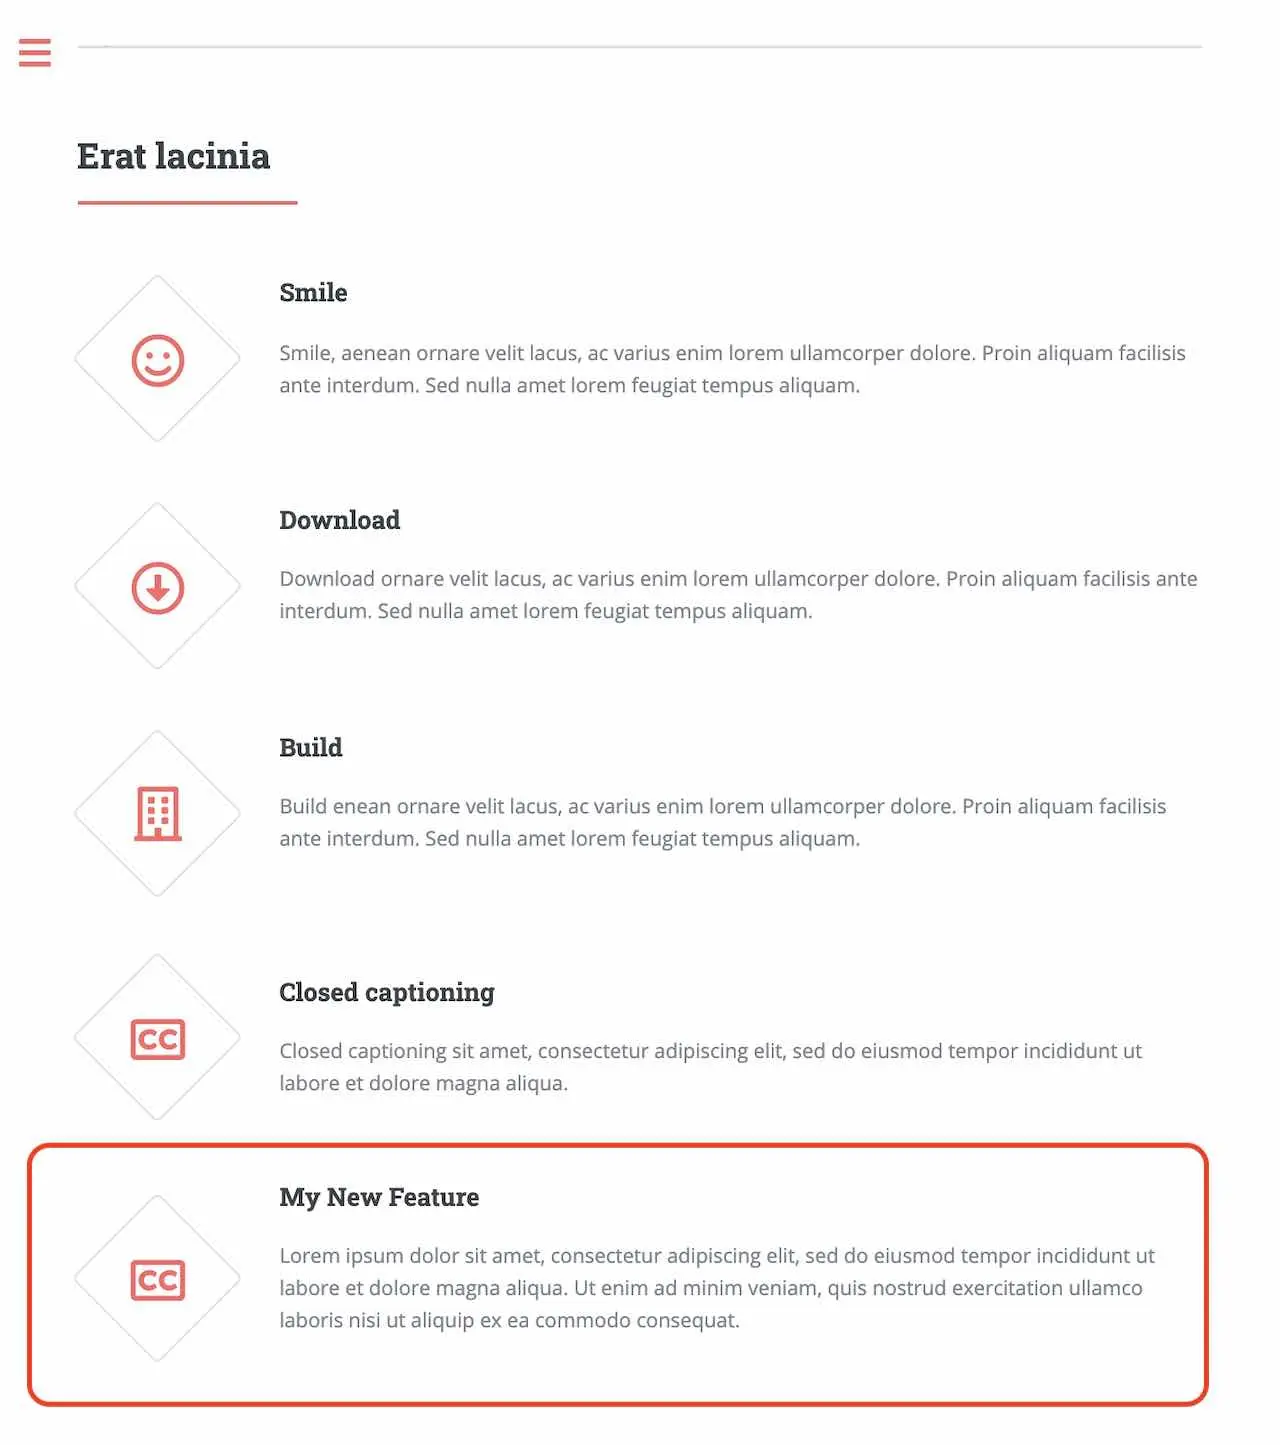 Erat lacinia
Smile
Smile, aenean ornare velit lacus, ac varius enim lorem ullamcorper dolore. Proin aliquam facilisis
ante interdum. Sed nulla amet lorem feugiat tempus aliquam.
Download
Download ornare velit lacus, ac varius enim lorem ullamcorper dolore. Proin aliquam facilisis ante
interdum. Sed nulla amet lorem feugiat tempus aliquam.
Build
Build enean ornare velit lacus, ac varius enim lorem ullamcorper dolore. Proin aliquam facilisis
ante interdum. Sed nulla amet lorem feugiat tempus aliquam.
CC
Closed captioning
Closed captioning sit amet, consectetur adipiscing elit, sed do eiusmod tempor incididunt ut
labore et dolore magna aliqua.
CC
My New Feature
Lorem ipsum dolor sit amet, consectetur adipiscing elit, sed do eiusmod tempor incididunt ut
labore et dolore magna aliqua. Ut enim ad minim veniam, quis nostrud exercitation ullamco
laboris nisi ut aliquip ex ea commodo consequat.